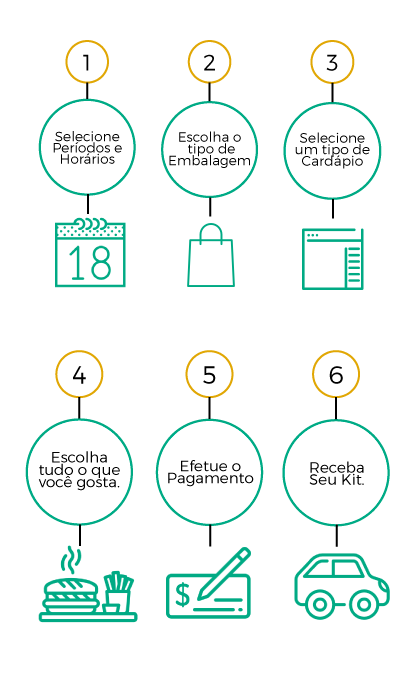 1
2
3
Selecione
Períodos e
Horários
Escolha o
tipo de
Embalagem
Selecione
um tipo de
Cardápio
18
4
5
6
Escolha
tudo o que
você gosta.
Efetue o
Pagamento
Receba
Seu Kit.
$